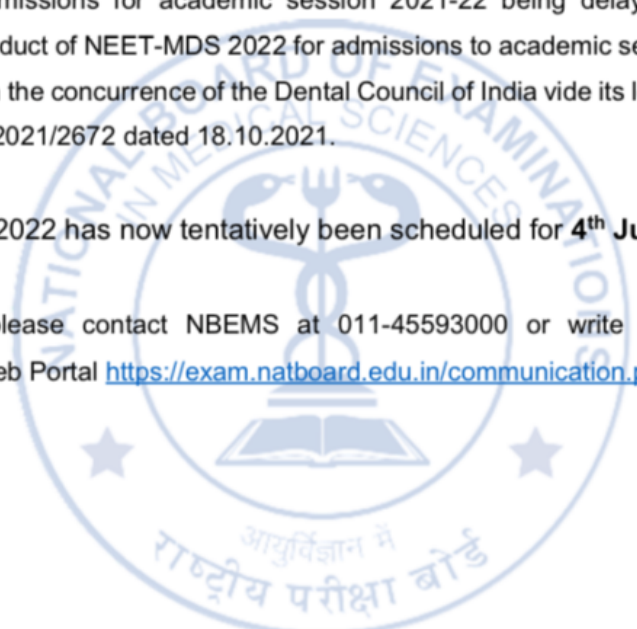 missions for academic session 2021-22 being delay
duct of NEET-MDS 2022 for admissions to academic se
the concurrence of the Dental Council of India vide its l
2021/2672 dated 18.10.2021.
2022 has now tentatively been scheduled for 4th Ju
please contact NBEMS at 011-45593000 or write
eb Portal https://exam.natboard.edu.in/communication.p
NATIONAL BOARD OF EXAMINATIONS
IN MEDICAL SCIENCES
आयुर्विज्ञान में
राष्ट्रीय परीक्षा बोर्ड